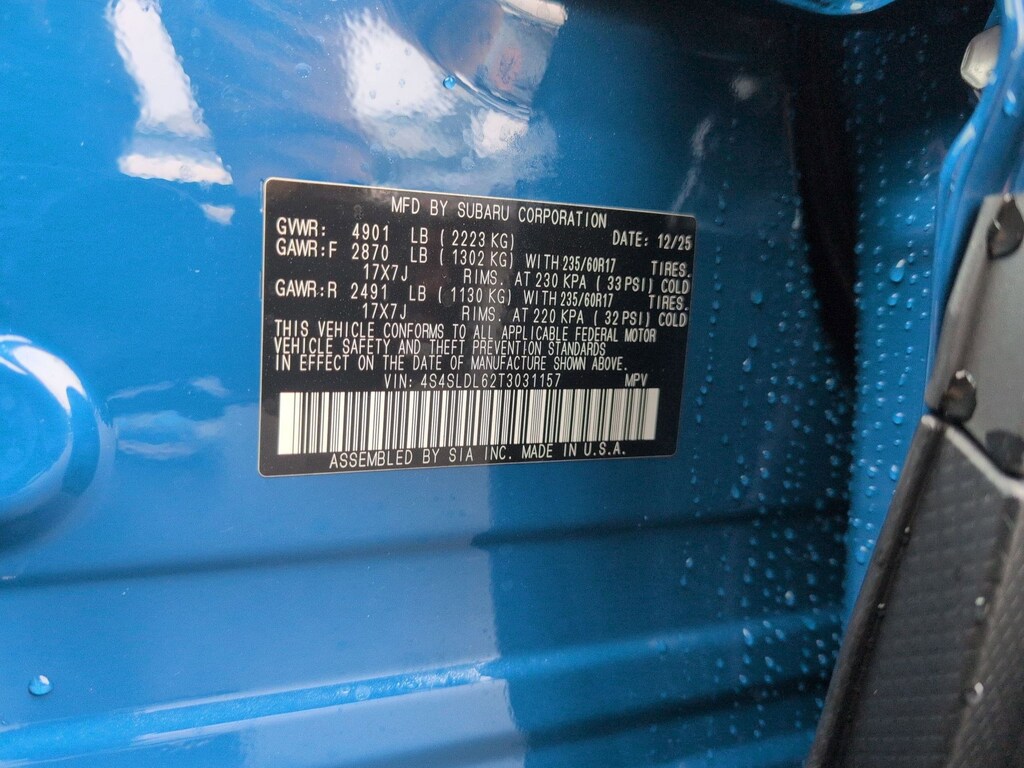 MFD BY SUBARU CORPORATION
GVWR: 4901 LB ( 2223 KG) DATE: 12/25
GAWR:F 2870 LB ( 1302 KG) WITH 235/60R17 TIRES.
17X7J RIMS. AT 230 KPA ( 33 PSI) COLD
GAWR:R 2491 LB ( 1130 KG) WITH 235/60R17 TIRES.
17X7J RIMS. AT 220 KPA ( 32 PSI) COLD
THIS VEHICLE CONFORMS TO ALL APPLICABLE FEDERAL MOTOR
VEHICLE SAFETY AND THEFT PREVENTION STANDARDS
IN EFFECT ON THE DATE OF MANUFACTURE SHOWN ABOVE.
VIN: 4S4SLDL62T3031157 MPV
ASSEMBLED BY SIA INC. MADE IN U.S.A.